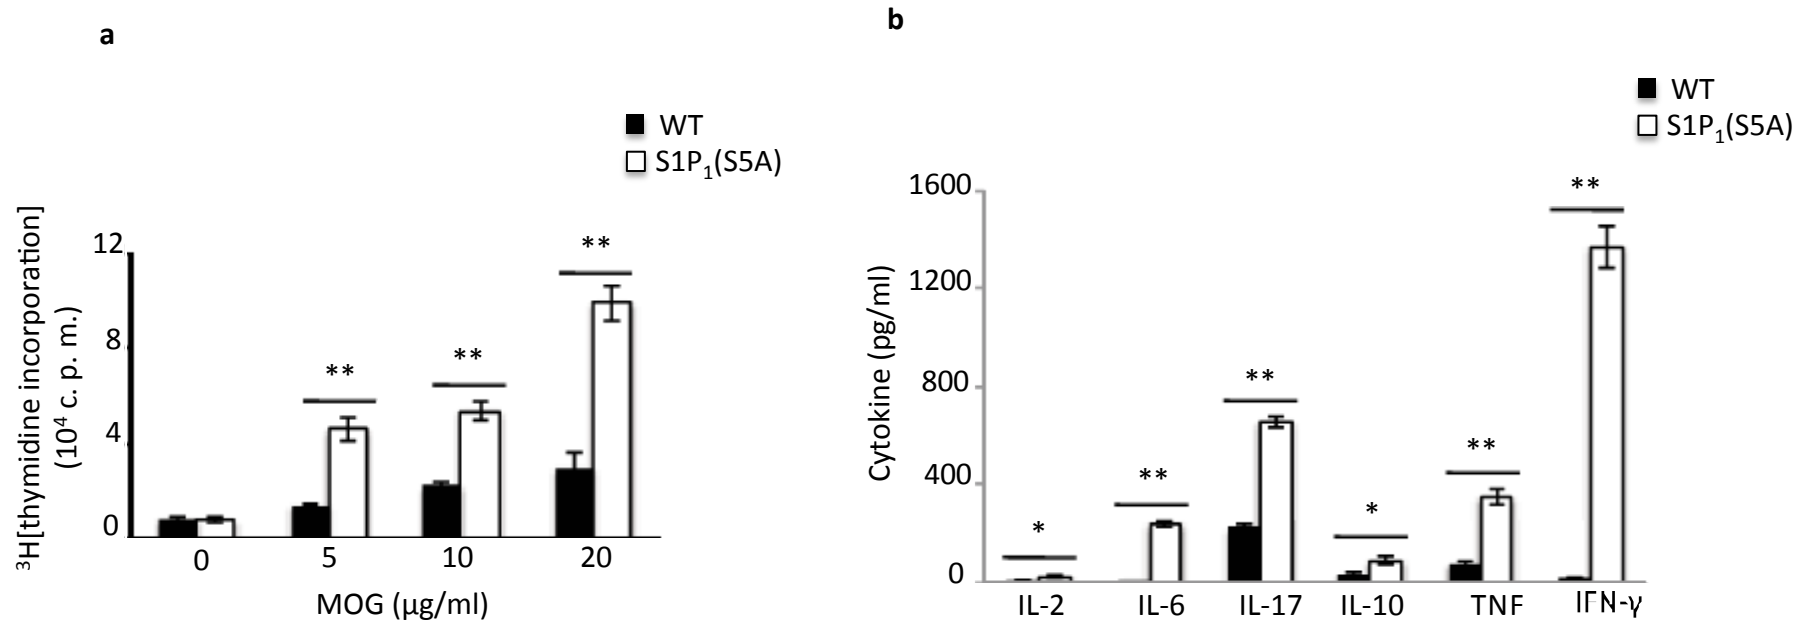 a
WT
S1P1(S5A)
3H[thymidine incorporation]
(104 c. p. m.)
12
8
4
0
**
**
**
0 5 10 20
MOG (µg/ml)
b
WT
S1P1(S5A)
Cytokine (pg/ml)
1600
1200
800
400
0
*
**
**
*
**
**
IL-2 IL-6 IL-17 IL-10 TNF IFN-γ